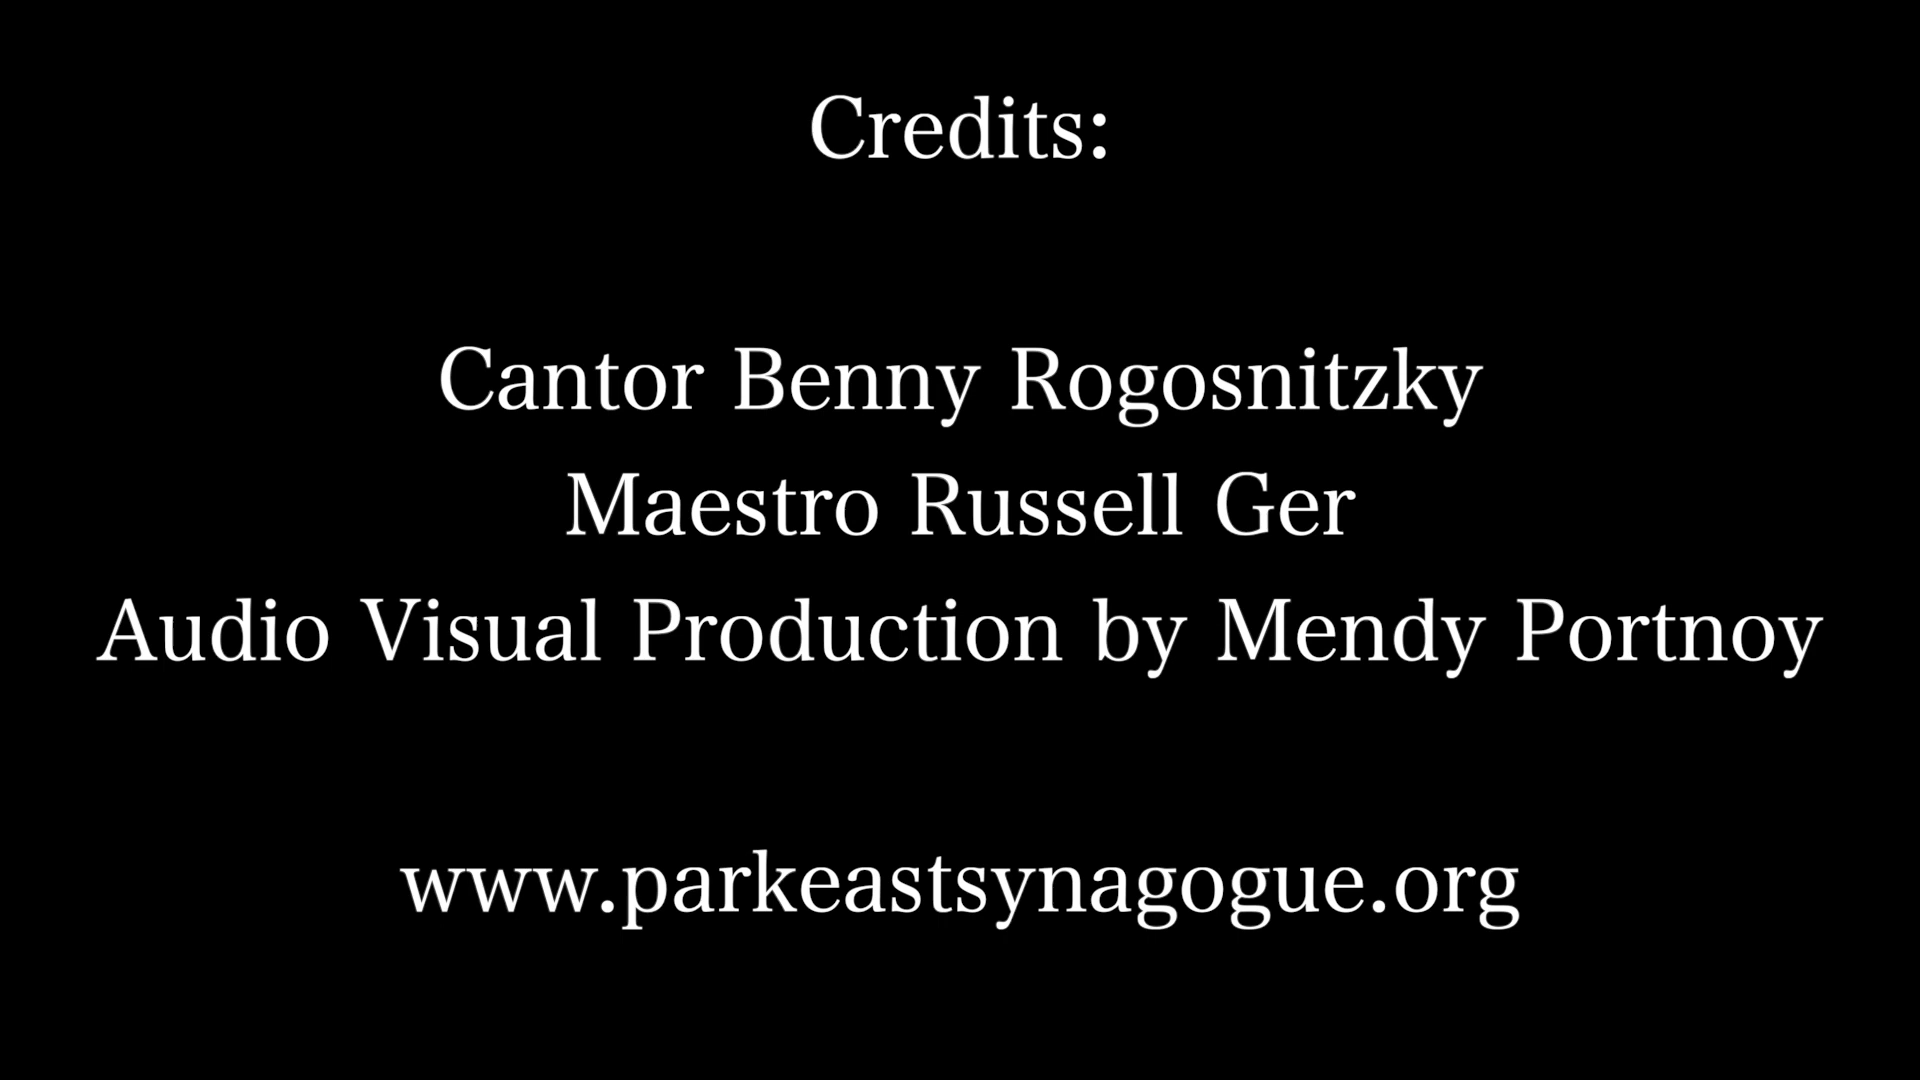 Credits:
Cantor Benny Rogosnitzky
Maestro Russell Ger
Audio Visual Production by Mendy Portnoy
www.parkeastsynagogue.org